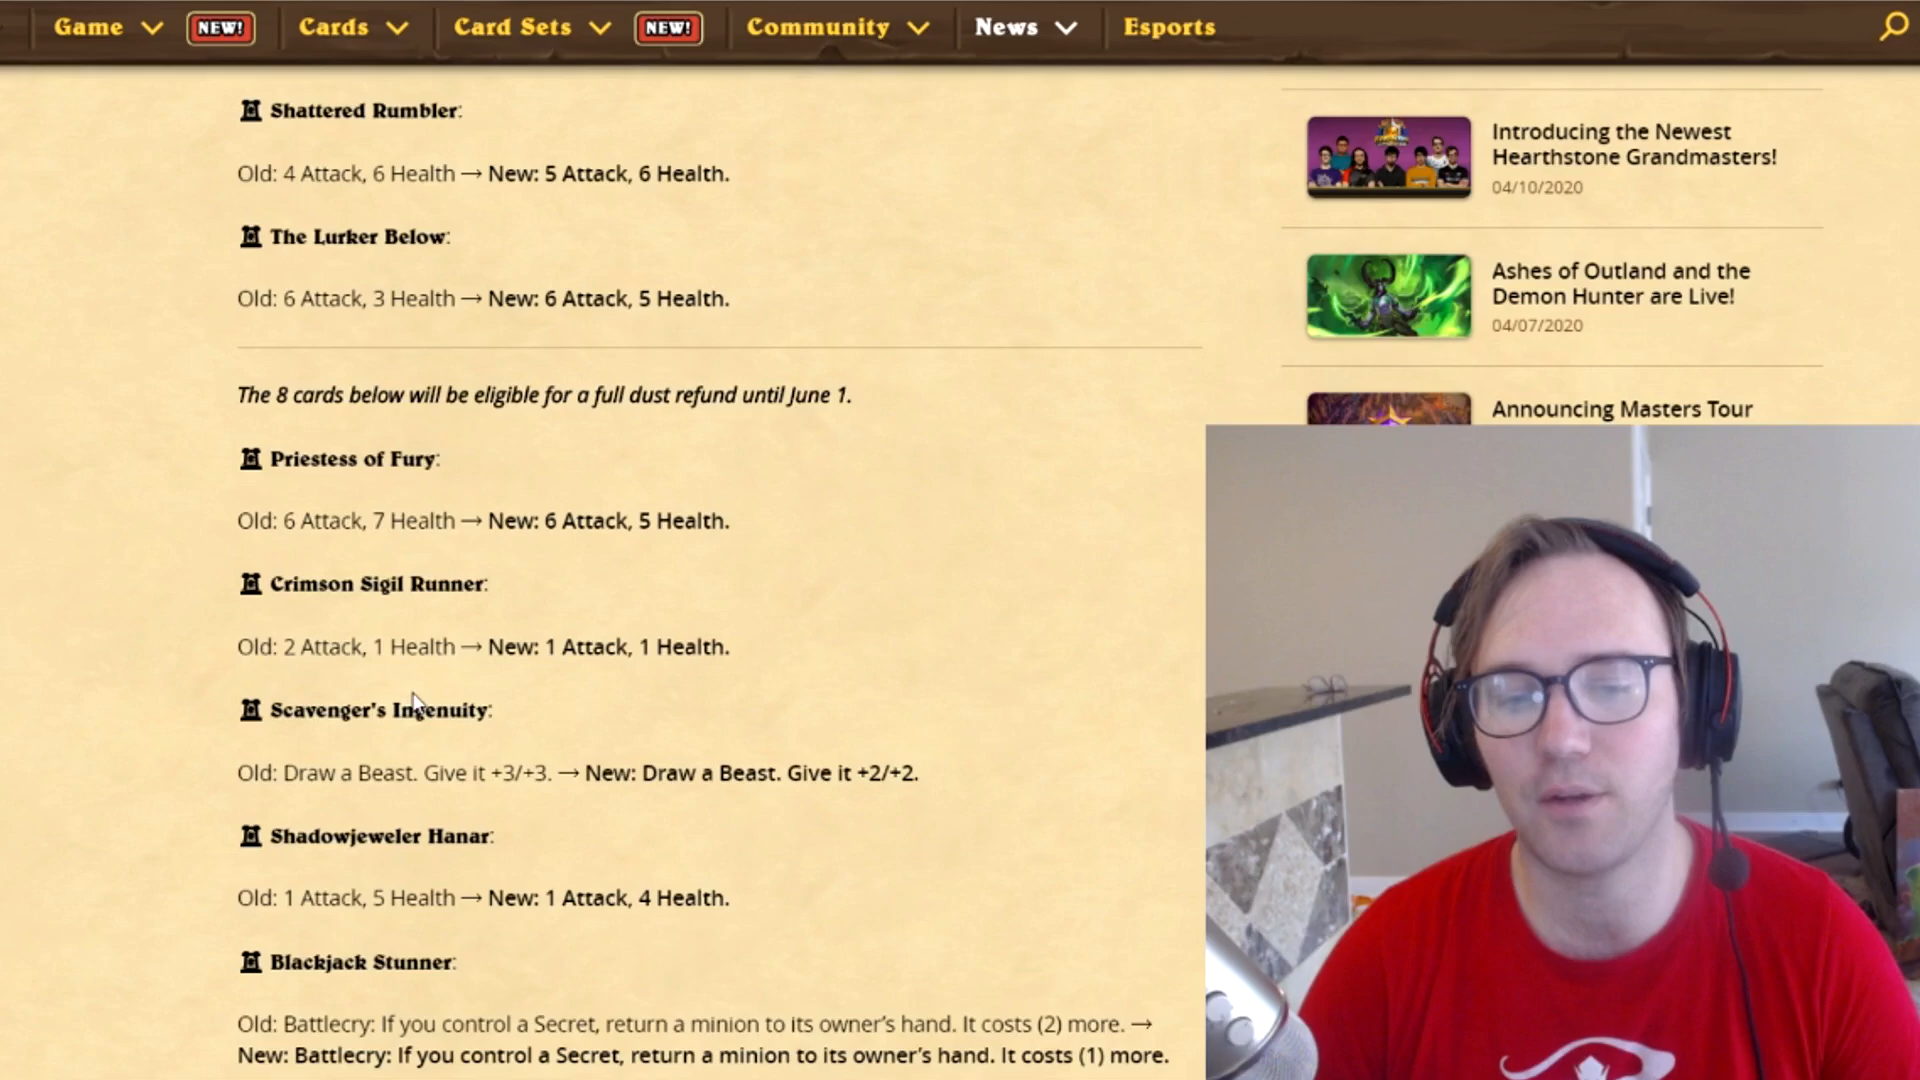 Game NEW! Cards Card Sets NEW! Community News Esports
Shattered Rumbler:
Old: 4 Attack, 6 Health → New: 5 Attack, 6 Health.
The Lurker Below:
Old: 6 Attack, 3 Health → New: 6 Attack, 5 Health.
The 8 cards below will be eligible for a full dust refund until June 1.
Priestess of Fury:
Old: 6 Attack, 7 Health → New: 6 Attack, 5 Health.
Crimson Sigil Runner:
Old: 2 Attack, 1 Health → New: 1 Attack, 1 Health.
Scavenger's Ingenuity:
Old: Draw a Beast. Give it +3/+3. → New: Draw a Beast. Give it +2/+2.
Shadowjeweler Hanar:
Old: 1 Attack, 5 Health → New: 1 Attack, 4 Health.
Blackjack Stunner:
Old: Battlecry: If you control a Secret, return a minion to its owner's hand. It costs (2) more. →
New: Battlecry: If you control a Secret, return a minion to its owner's hand. It costs (1) more.
Introducing the Newest
Hearthstone Grandmasters!
04/10/2020
Ashes of Outland and the
Demon Hunter are Live!
04/07/2020
Announcing Masters Tour